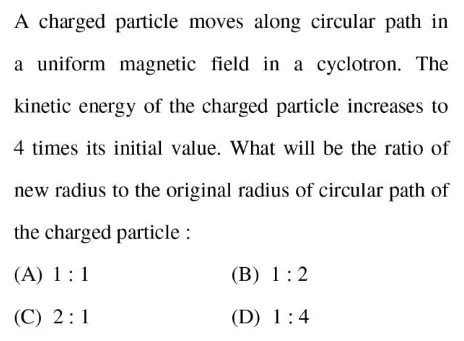 A charged particle moves along circular path in
a uniform magnetic field in a cyclotron. The
kinetic energy of the charged particle increases to
4 times its initial value. What will be the ratio of
new radius to the original radius of circular path of
the charged particle :
(A) 1 : 1 (B) 1 : 2
(C) 2 : 1 (D) 1 : 4